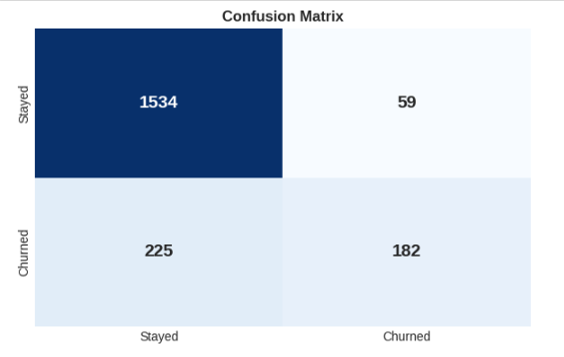 Confusion Matrix
Stayed
1534 59
Churned
225 182
Stayed Churned